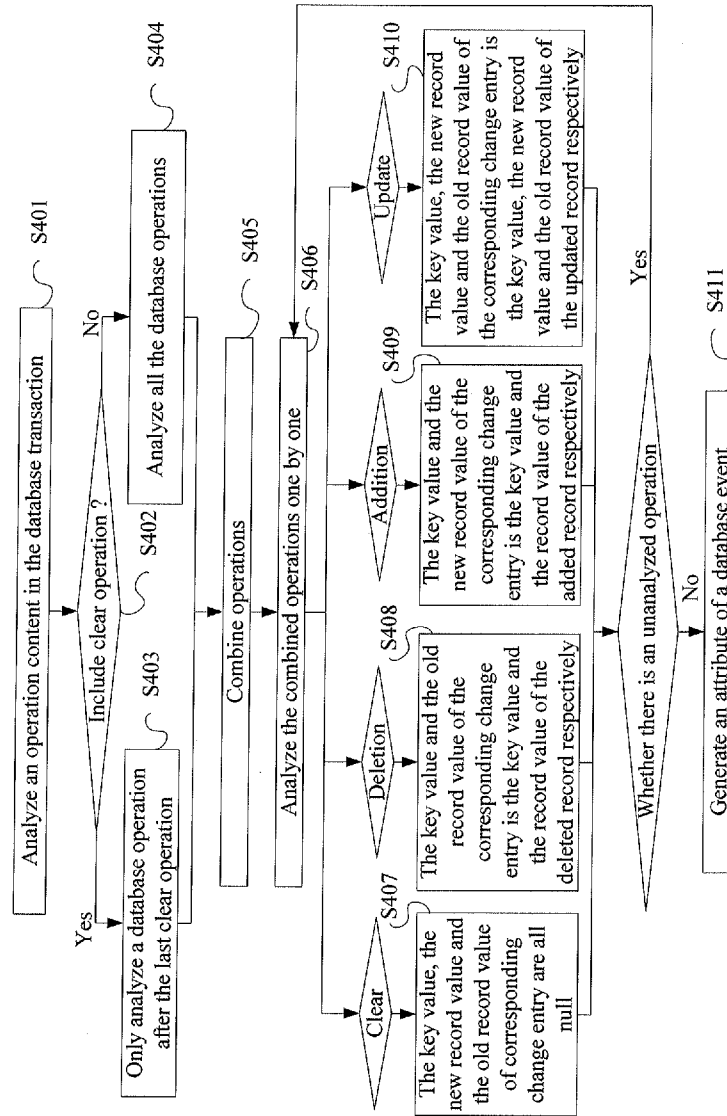 Analyze an operation content in the database transaction
S401
Include clear operation ?
S402
Yes
No
Only analyze a database operation
after the last clear operation
S403
Analyze all the database operations
S404
Combine operations
S405
Analyze the combined operations one by one
S406
Clear
Deletion
Addition
Update
S407
The key value, the
new record value and
the old record value
of corresponding
change entry are all
null
S408
The key value and the old
record value of the
corresponding change
entry is the key value and
the record value of the
deleted record respectively
S409
The key value and the
new record value of the
corresponding change
entry is the key value and
the record value of the
added record respectively
S410
The key value, the new record
value and the old record value of
the corresponding change entry is
the key value, the new record
value and the old record value of
the updated record respectively
Whether there is an unanalyzed operation
Yes
No
Generate an attribute of a database event
S411